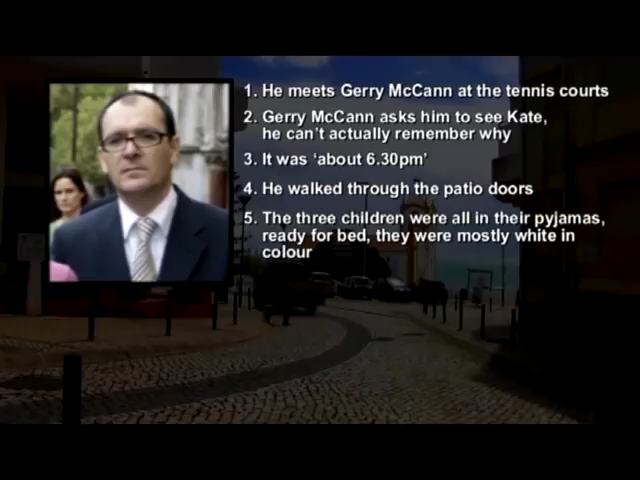 1. He meets Gerry McCann at the tennis courts
2. Gerry McCann asks him to see Kate,
he can't actually remember why
3. It was 'about 6.30pm'
4. He walked through the patio doors
5. The three children were all in their pyjamas,
ready for bed, they were mostly white in
colour